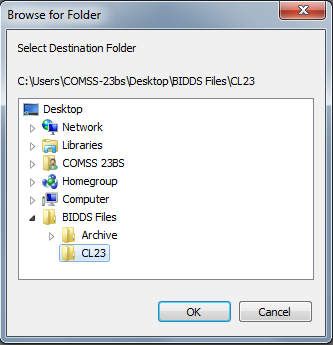 Browse for Folder
Select Destination Folder
C:\Users\COMSS-23bs\Desktop\BIDDS Files\CL23
Desktop
Network
Libraries
COMSS 23BS
Homegroup
Computer
BIDDS Files
Archive
CL23
OK
Cancel